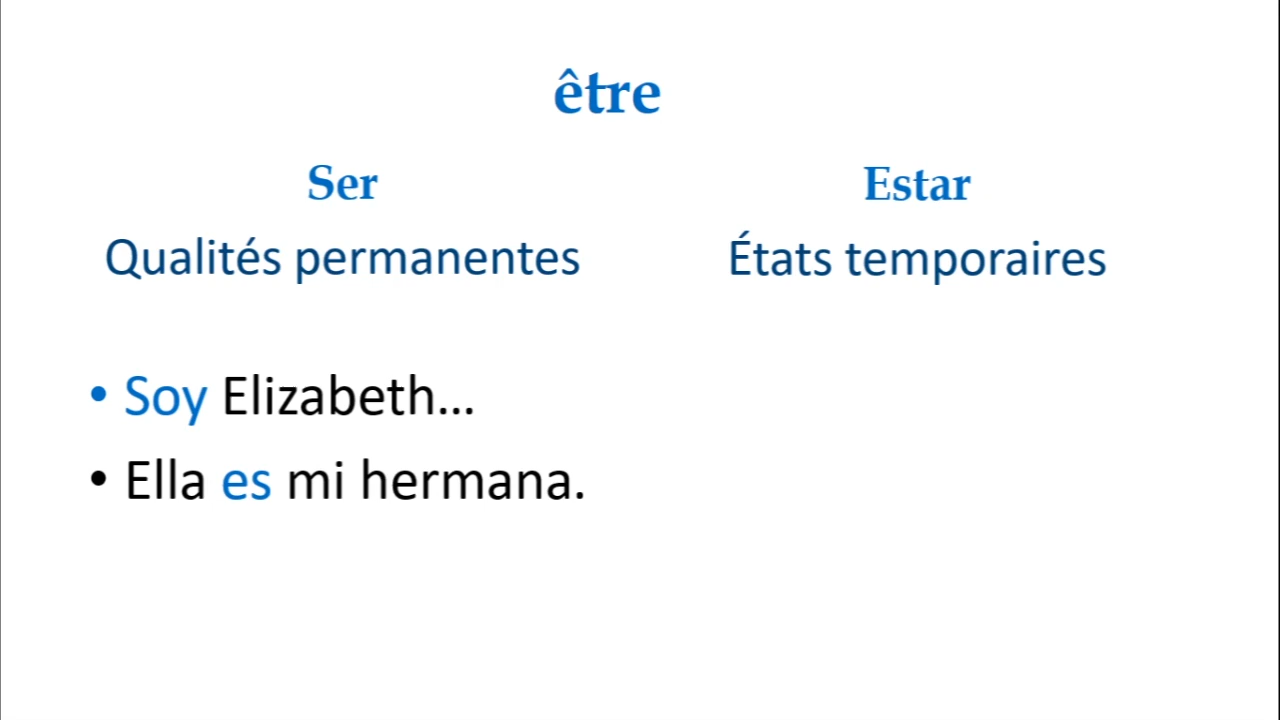 être
Ser
Estar
Qualités permanentes
États temporaires
• Soy Elizabeth...
• Ella es mi hermana.